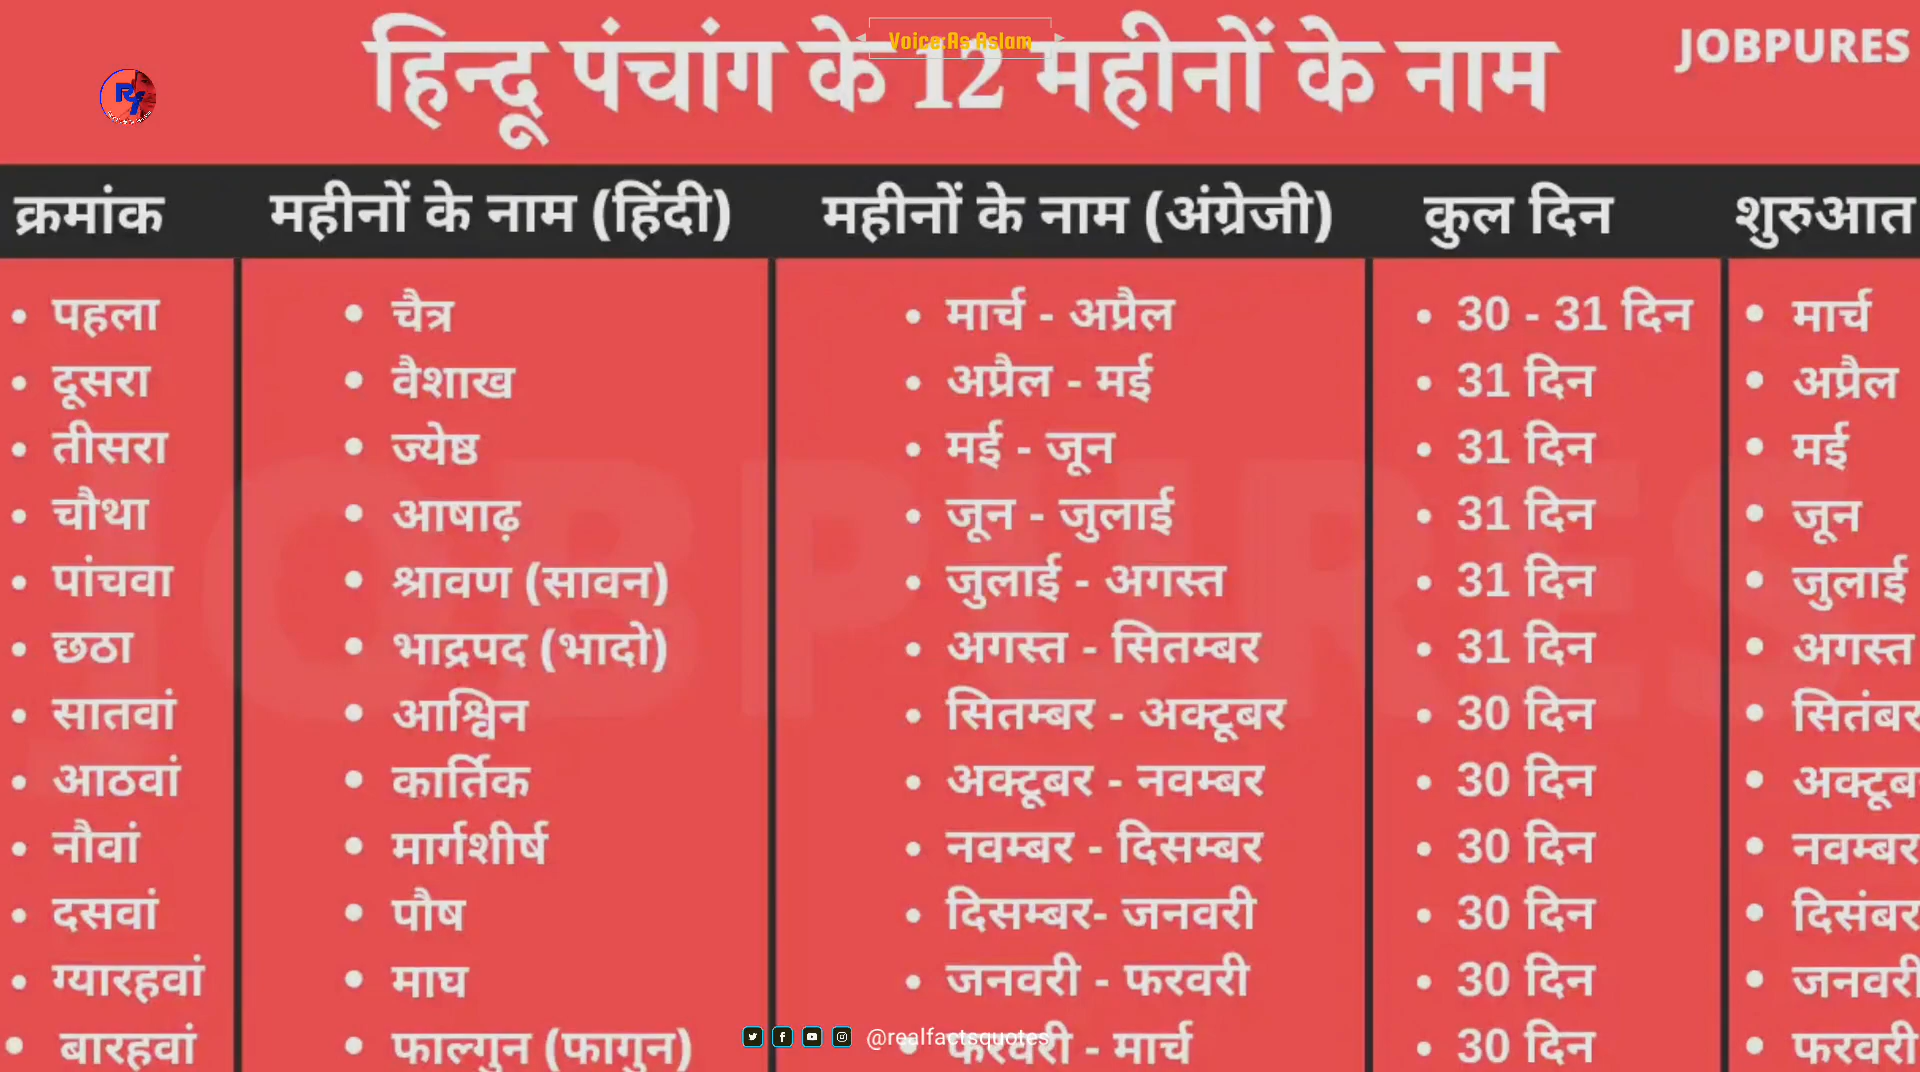 Voice:As Aslam
हिन्दू पंचांग के 12 महीनों के नाम
JOBPURES
क्रमांक महीनों के नाम (हिंदी) महीनों के नाम (अंग्रेजी) कुल दिन शुरुआत
पहला चैत्र मार्च - अप्रैल 30 - 31 दिन मार्च
दूसरा वैशाख अप्रैल - मई 31 दिन अप्रैल
तीसरा ज्येष्ठ मई - जून 31 दिन मई
चौथा आषाढ़ जून - जुलाई 31 दिन जून
पांचवा श्रावण (सावन) जुलाई - अगस्त 31 दिन जुलाई
छठा भाद्रपद (भादो) अगस्त - सितम्बर 31 दिन अगस्त
सातवां आश्विन सितम्बर - अक्टूबर 30 दिन सितंबर
आठवां कार्तिक अक्टूबर - नवम्बर 30 दिन अक्टूब
नौवां मार्गशीर्ष नवम्बर - दिसम्बर 30 दिन नवम्बर
दसवां पौष दिसम्बर- जनवरी 30 दिन दिसंबर
ग्यारहवां माघ जनवरी - फरवरी 30 दिन जनवरी
बारहवां फाल्गुन (फागुन) फरवरी - मार्च 30 दिन फरवरी
@realfactsquotes
JOBPURES